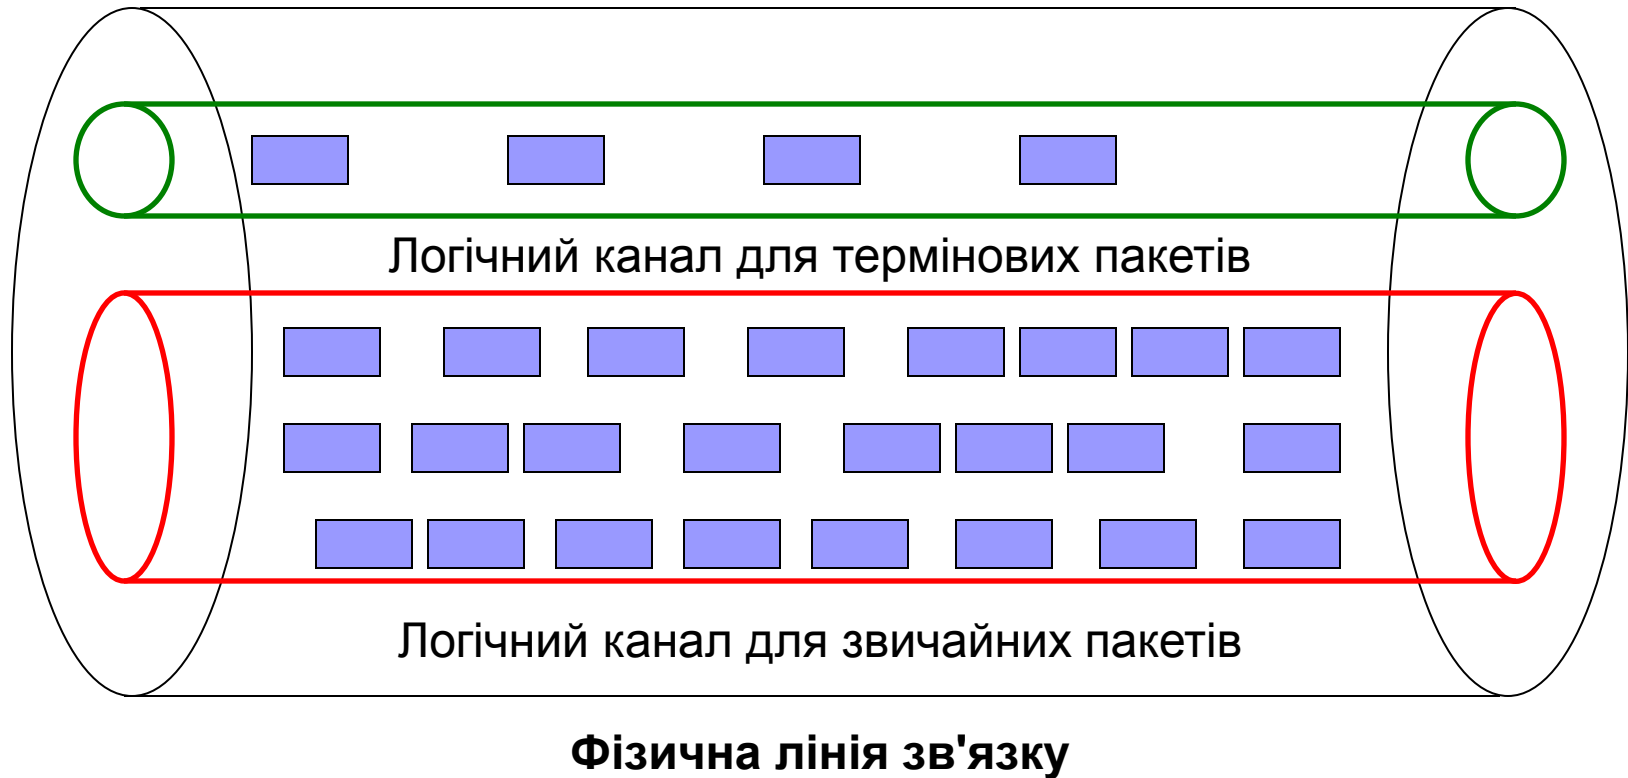 Логічний канал для термінових пакетів
Логічний канал для звичайних пакетів
Фізична лінія зв'язку